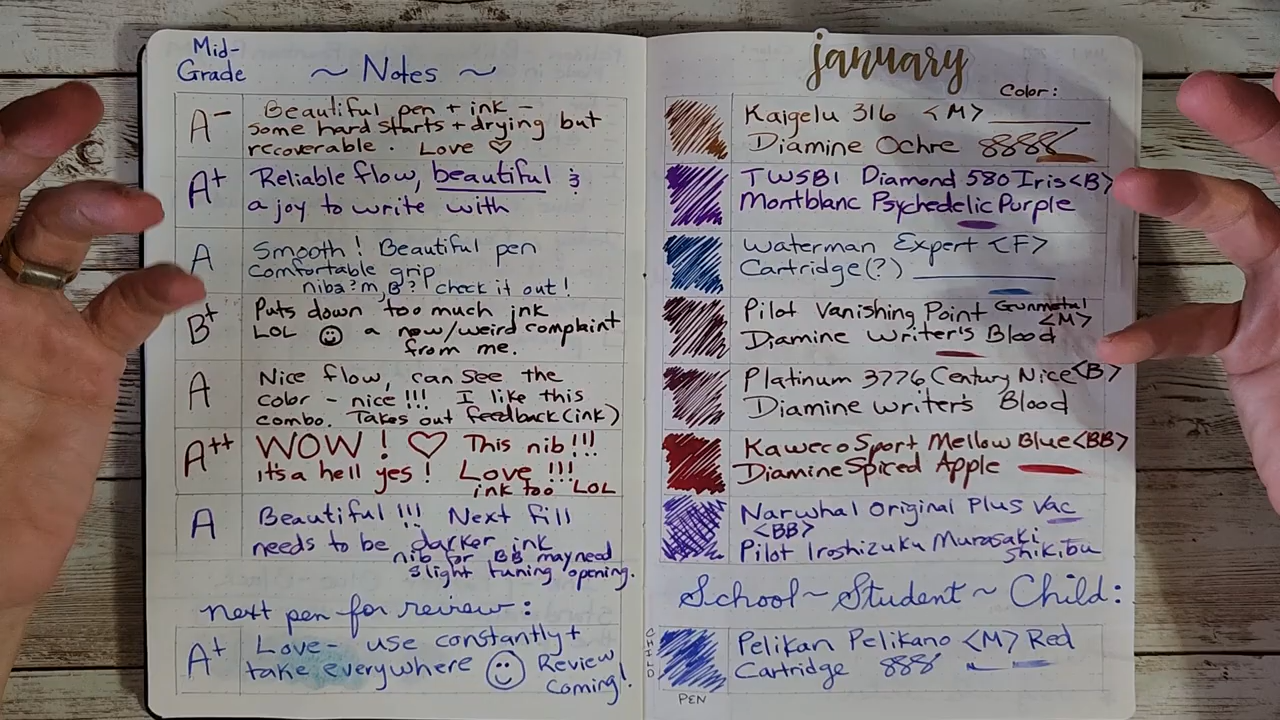 Mid-
Grade
~ Notes ~
A-
Beautiful pen + ink -
some hard starts + drying but
recoverable. Love ♡
A+
Reliable flow, beautiful &
a joy to write with
A
Smooth! Beautiful pen
Comfortable grip
nib? m, B? check it out!
B+
Puts down too much ink
LOL ☺ a new/weird complaint
from me.
A
Nice flow, can see the
color - nice!!! I like this
combo. Takes out feedback (ink)
A++
WOW! ♡ This nib!!!
it's a hell yes! Love!!!
ink too LOL
A
Beautiful!!! Next fill
needs to be darker ink
nib for BB may need
slight tuning opening.
next pen for review:
A+
Love - use constantly +
take everywhere ☺ Review
Coming!
january
Color:
Kaigelu 316 <M>
Diamine Ochre 8888
TWSBI Diamond 580 Iris <B>
Montblanc Psychedelic Purple
Waterman Expert <F>
Cartridge (?)
Pilot Vanishing Point Gunmetal
<M>
Diamine Writer's Blood
Platinum 3776 Century Nice <B>
Diamine Writer's Blood
Kaweco Sport Mellow Blue <BB>
Diamine Spiced Apple
Narwhal Original Plus Vac
<BB>
Pilot Iroshizuku Murasaki
Shikibu
School ~ Student ~ Child:
CHILD
Pelikan Pelikano <M> Red
Cartridge 888
PEN